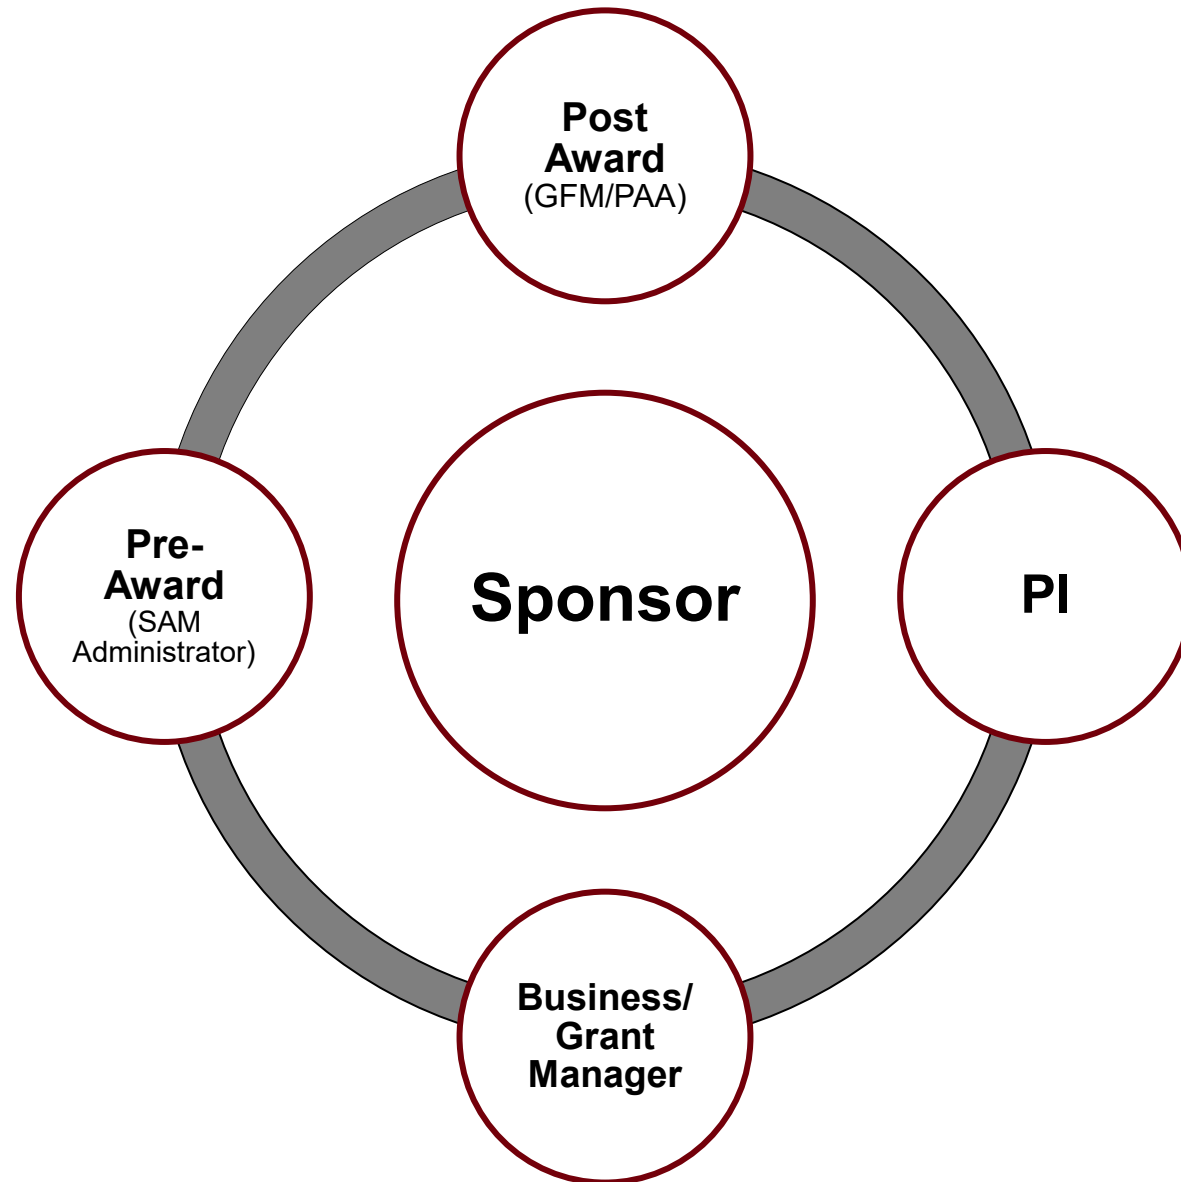 Post
Award
(GFM/PAA)
Pre-
Award
(SAM
Administrator)
Sponsor
PI
Business/
Grant
Manager